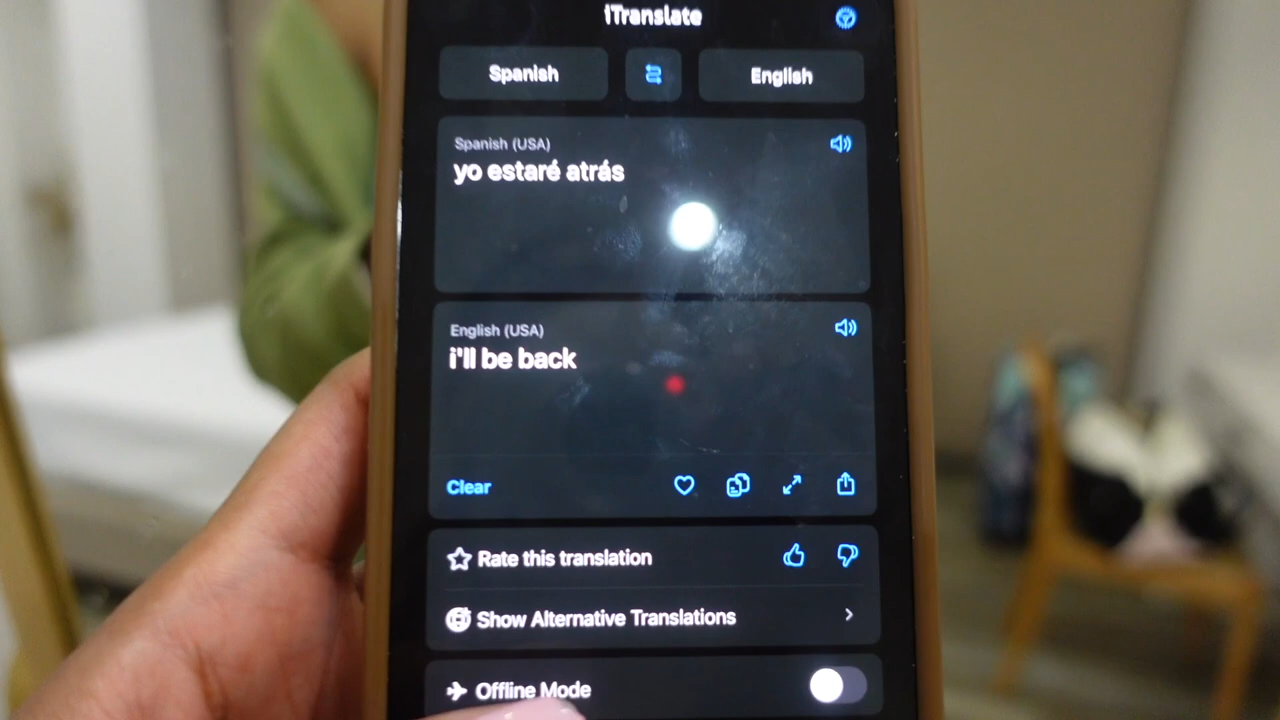 iTranslate
Spanish
English
Spanish (USA)
yo estaré atrás
English (USA)
i'll be back
Clear
Rate this translation
Show Alternative Translations
Offline Mode